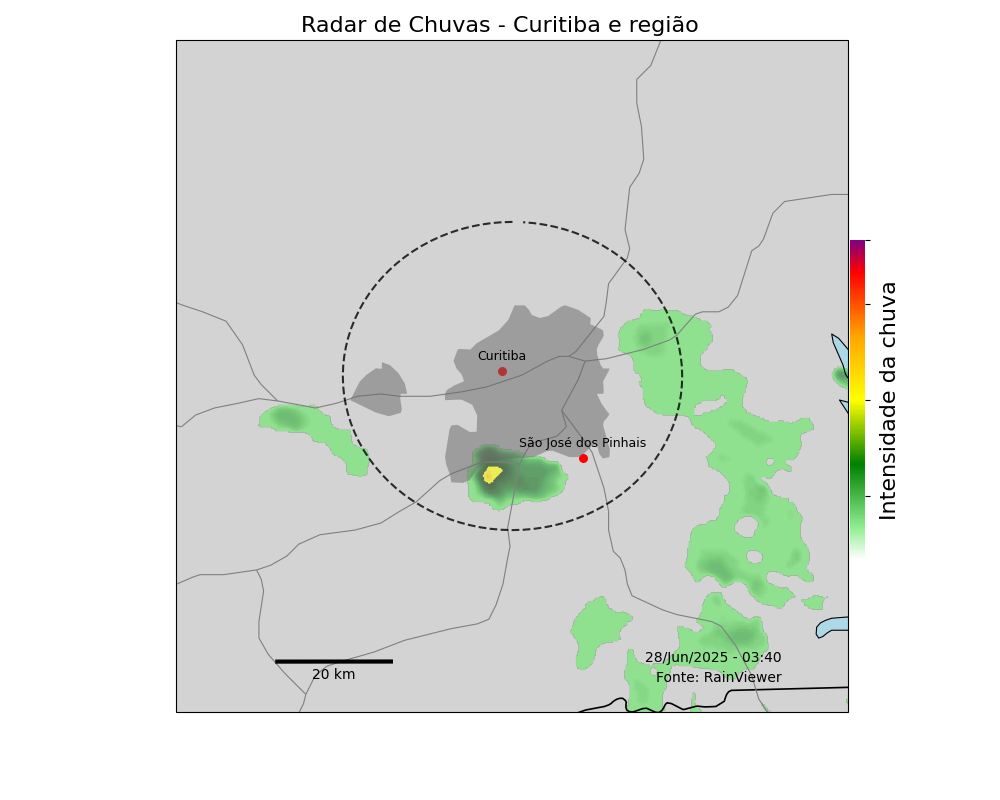 Radar de Chuvas - Curitiba e região
Curitiba
São José dos Pinhais
Intensidade da chuva
20 km
28/Jun/2025 - 03:40
Fonte: RainViewer